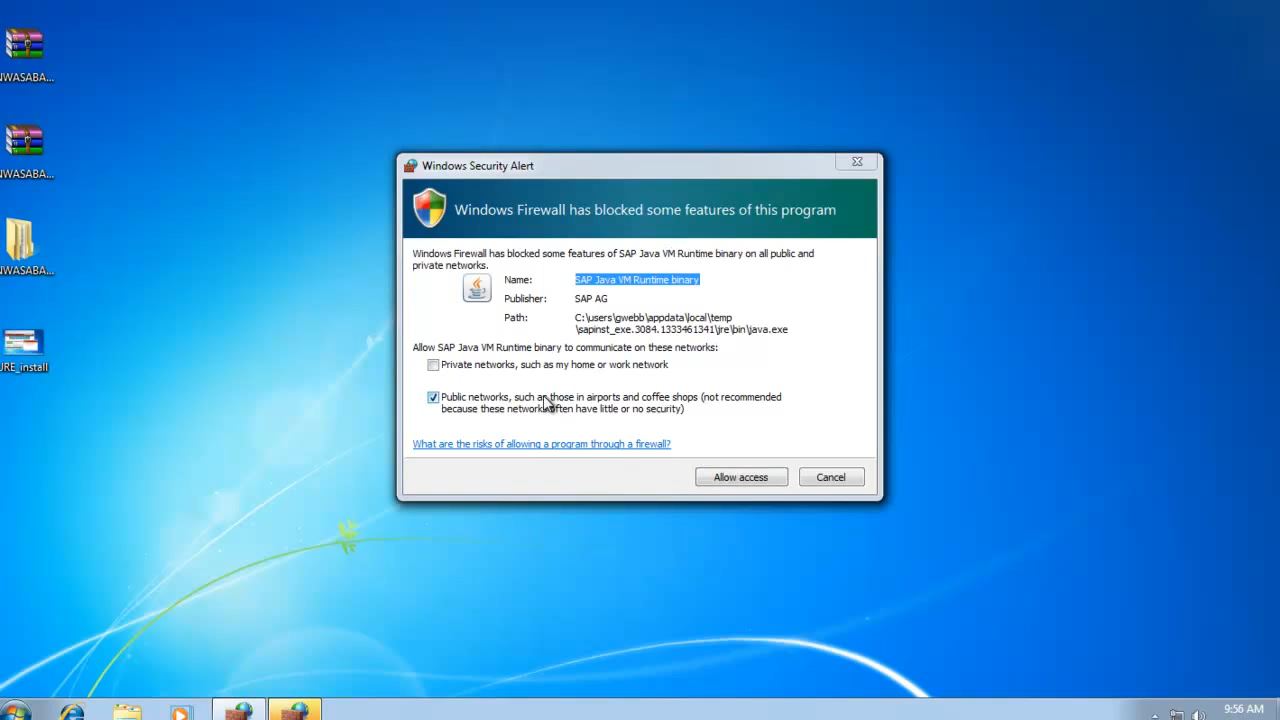 NWASABA...
NWASABA...
NWASABA...
JRE_install
Windows Security Alert
Windows Firewall has blocked some features of this program
Windows Firewall has blocked some features of SAP Java VM Runtime binary on all public and
private networks.
Name: SAP Java VM Runtime binary
Publisher: SAP AG
Path: C:\users\gwebb\appdata\local\temp
\sapinst_exe.3084.1333461341\jre\bin\java.exe
Allow SAP Java VM Runtime binary to communicate on these networks:
Private networks, such as my home or work network
Public networks, such as those in airports and coffee shops (not recommended
because these networks often have little or no security)
What are the risks of allowing a program through a firewall?
Allow access
Cancel
9:56 AM